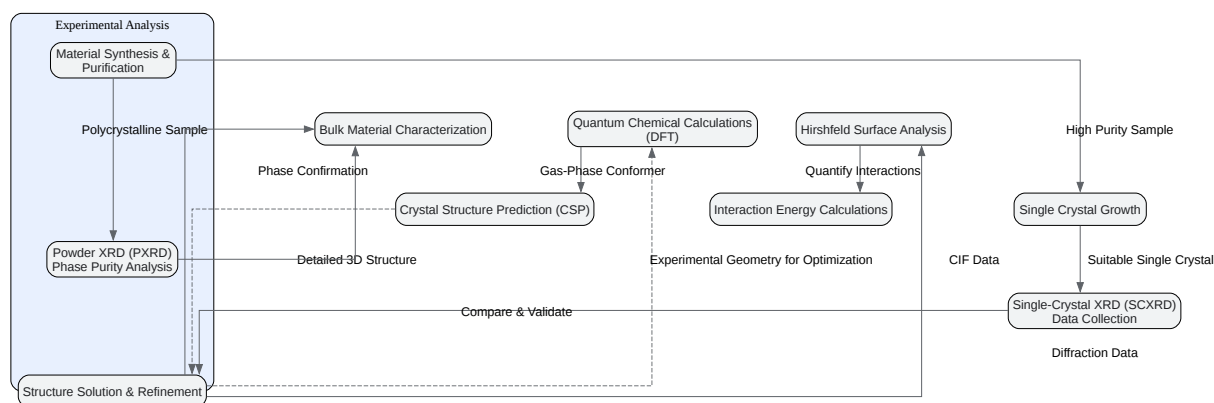 Experimental Analysis
Material Synthesis &
Purification
Polycrystalline Sample
Bulk Material Characterization
Quantum Chemical Calculations
(DFT)
Hirshfeld Surface Analysis
High Purity Sample
Phase Confirmation
Gas-Phase Conformer
Quantify Interactions
Crystal Structure Prediction (CSP)
Interaction Energy Calculations
Single Crystal Growth
Powder XRD (PXRD)
Phase Purity Analysis
Detailed 3D Structure
Experimental Geometry for Optimization
CIF Data
Suitable Single Crystal
Compare & Validate
Single-Crystal XRD (SCXRD)
Data Collection
Diffraction Data
Structure Solution & Refinement